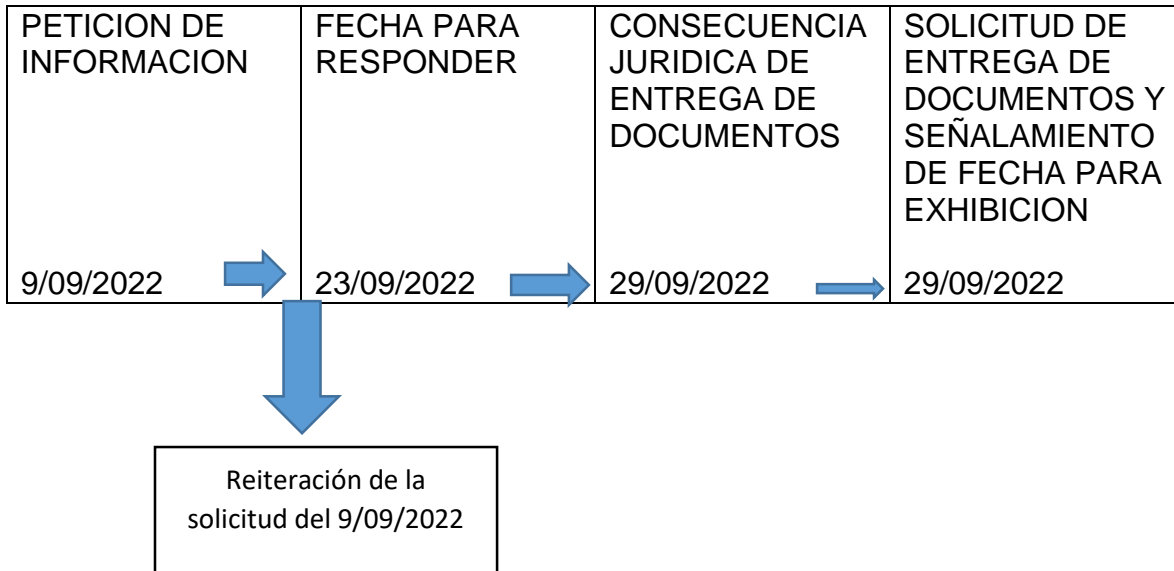 PETICION DE
INFORMACION
9/09/2022
FECHA PARA
RESPONDER
23/09/2022
CONSECUENCIA
JURIDICA DE
ENTREGA DE
DOCUMENTOS
29/09/2022
SOLICITUD DE
ENTREGA DE
DOCUMENTOS Y
SEÑALAMIENTO
DE FECHA PARA
EXHIBICION
29/09/2022
Reiteración de la
solicitud del 9/09/2022